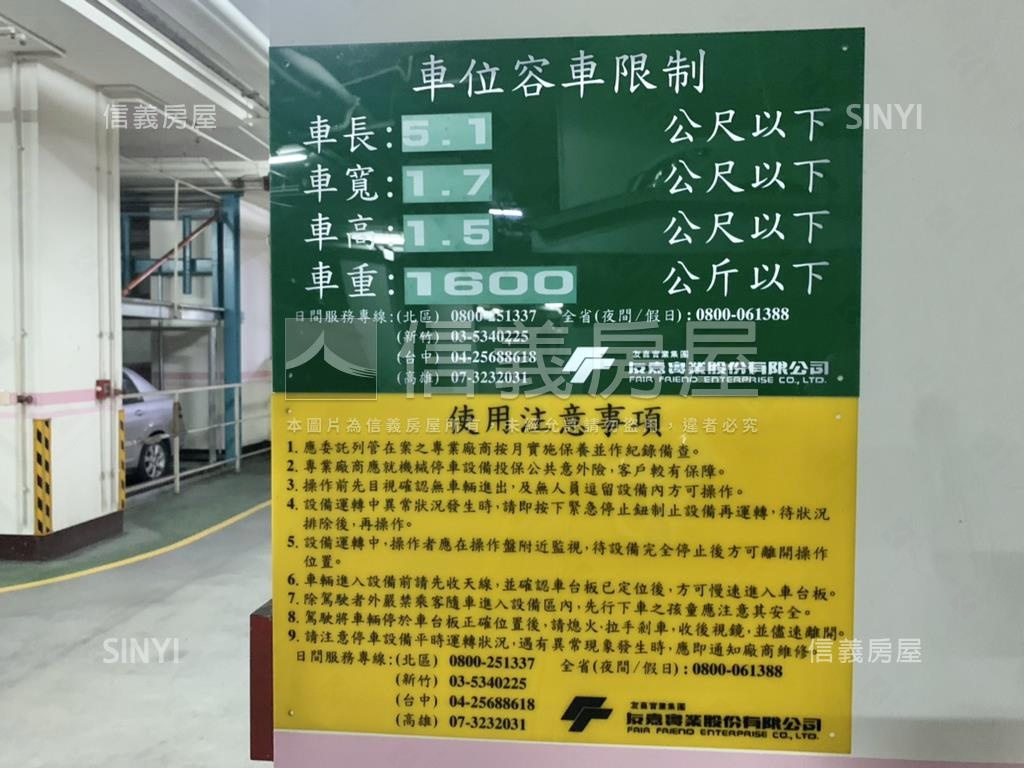 車位容車限制
車長:5.1 公尺以下
車寬:1.7 公尺以下
車高:1.5 公尺以下
車重:1600 公斤以下
日間服務專線:(北區) 0800-251337 全省(夜間/假日):0800-061388
(新竹) 03-5340225
(台中) 04-25688618
(高雄) 07-3232031
友嘉實業集團
友嘉實業股份有限公司
FAIR FRIEND ENTERPRISE CO., LTD.
使用注意事項
1. 應委託列管在案之專業廠商按月實施保養並作紀錄備查。
2. 專業廠商應就機械停車設備投保公共意外險,客戶較有保障。
3. 操作前先目視確認無車輛進出,及無人員逗留設備內方可操作。
4. 設備運轉中異常狀況發生時,請即按下緊急停止鈕制止設備再運轉,待狀況
排除後,再操作。
5. 設備運轉中,操作者應在操作盤附近監視,待設備完全停止後方可離開操作
位置。
6. 車輛進入設備前請先收天線,並確認車台板已定位後,方可慢速進入車台板。
7. 除駕駛者外嚴禁乘客隨車進入設備區內,先行下車之孩童應注意其安全。
8. 駕駛將車輛停於車台板正確位置後,請熄火,拉手剎車,收後視鏡,並儘速離開。
9. 請注意停車設備平時運轉狀況,遇有異常現象發生時,應即通知廠商維修。
日間服務專線:(北區) 0800-251337 全省(夜間/假日):0800-061388
(新竹) 03-5340225
(台中) 04-25688618
(高雄) 07-3232031
友嘉實業集團
友嘉實業股份有限公司
FAIR FRIEND ENTERPRISE CO., LTD.
信義房屋
SINYI
信義房屋
本圖片為信義房屋所有,未經允意請勿盜用,違者必究
SINYI
信義房屋